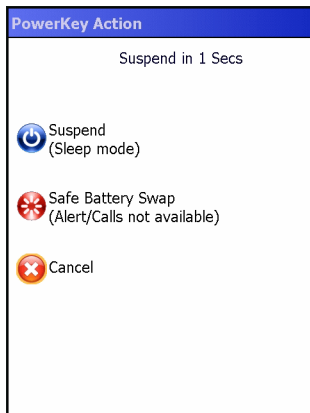 PowerKey Action
Suspend in 1 Secs
Suspend
(Sleep mode)
Safe Battery Swap
(Alert/Calls not available)
Cancel